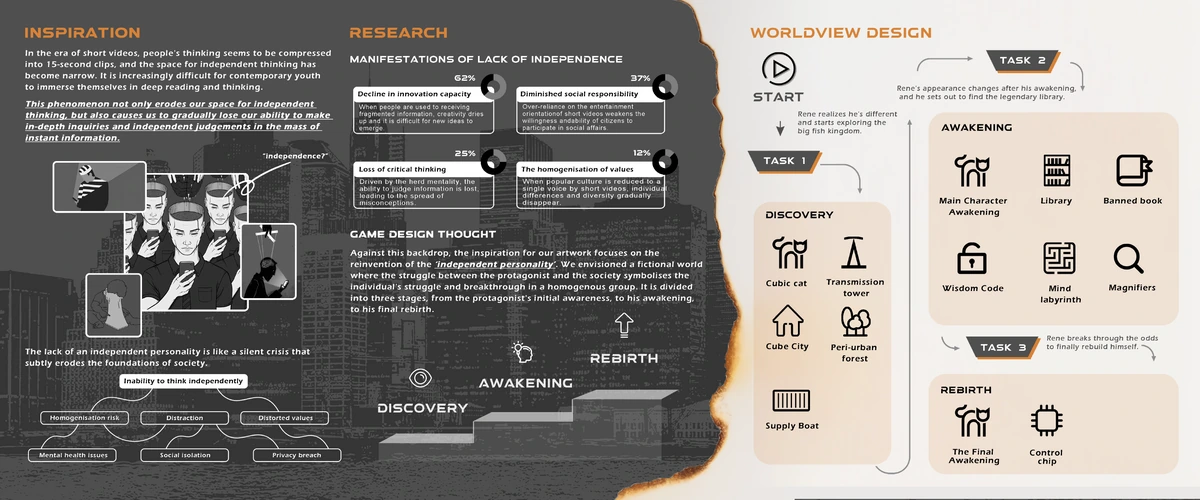 INSPIRATION
In the era of short videos, people's thinking seems to be compressed
into 15-second clips, and the space for independent thinking has
become narrow. It is increasingly difficult for contemporary youth
to immerse themselves in deep reading and thinking.
This phenomenon not only erodes our space for independent
thinking, but also causes us to gradually lose our ability to make
in-depth inquiries and independent judgements in the mass of
instant information.
"independence?"
The lack of an independent personality is like a silent crisis that
subtly erodes the foundations of society.
Inability to think independently
Homogenisation risk
Distraction
Distorted values
Mental health issues
Social isolation
Privacy breach
RESEARCH
MANIFESTATIONS OF LACK OF INDEPENDENCE
62%
Decline in innovation capacity
When people are used to receiving
fragmented information, creativity dries
up and it is difficult for new ideas to
emerge.
37%
Diminished social responsibility
Over-reliance on the entertainment
orientationof short videos weakens the
willingness andability of citizens to
participate in social affairs.
25%
Loss of critical thinking
Driven by the herd mentality, the
ability to judge information is lost,
leading to the spread of
misconceptions.
12%
The homogenisation of values
When popular culture is reduced to a
single voice by short videos, individual
differences and diversity gradually
disappear.
GAME DESIGN THOUGHT
Against this backdrop, the inspiration for our artwork focuses on the
reinvention of the 'independent personality'. We envisioned a fictional world
where the struggle between the protagonist and the society symbolises the
individual's struggle and breakthrough in a homogenous group. It is divided
into three stages, from the protagonist's initial awareness, to his awakening,
to his final rebirth.
DISCOVERY
AWAKENING
REBIRTH
WORLDVIEW DESIGN
START
Rene realizes he's different
and starts exploring the
big fish kingdom.
TASK 1
DISCOVERY
Cubic cat
Transmission
tower
Cube City
Peri-urban
forest
Supply Boat
TASK 2
Rene's appearance changes after his awakening,
and he sets out to find the legendary library.
AWAKENING
Main Character
Awakening
Library
Banned book
Wisdom Code
Mind
labyrinth
Magnifiers
TASK 3
Rene breaks through the odds
to finally rebuild himself.
REBIRTH
The Final
Awakening
Control
chip